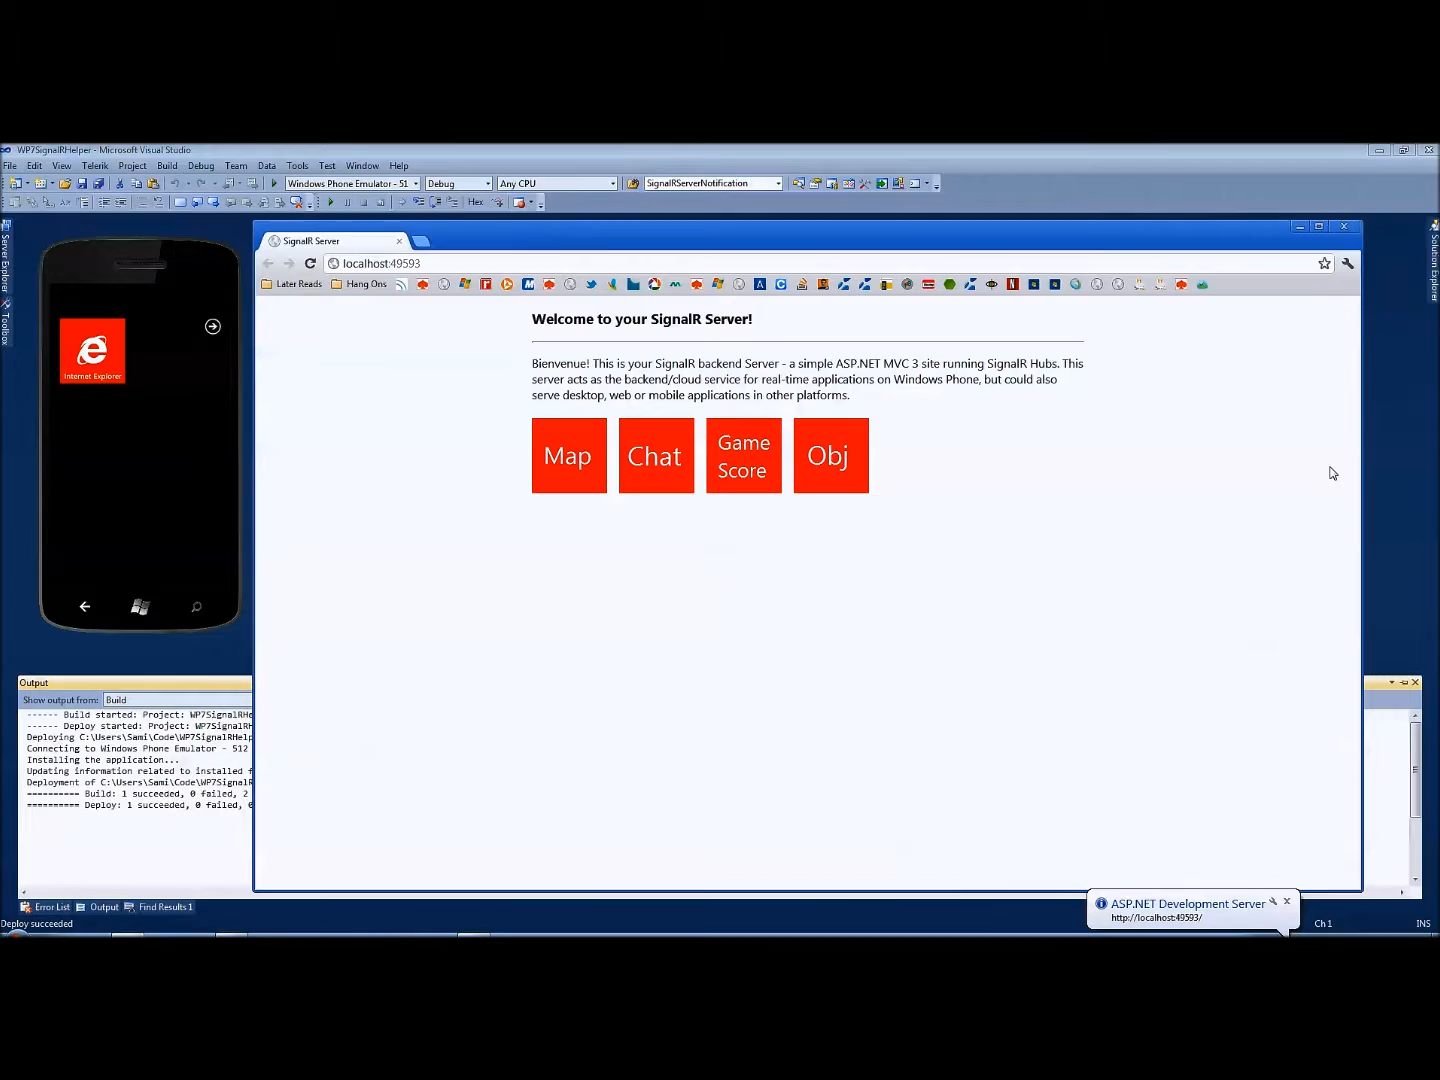 WP7SignalRHelper - Microsoft Visual Studio
File Edit View Telerik Project Build Debug Team Data Tools Test Window Help
Windows Phone Emulator - 51 Debug Any CPU SignalRServerNotification
Hex
Server Explorer
Toolbox
Solution Explorer
SignalR Server
localhost:49593
Later Reads Hang Ons
Internet Explorer
Welcome to your SignalR Server!
Bienvenue! This is your SignalR backend Server - a simple ASP.NET MVC 3 site running SignalR Hubs. This
server acts as the backend/cloud service for real-time applications on Windows Phone, but could also
serve desktop, web or mobile applications in other platforms.
Map Chat Game Score Obj
Output
Show output from: Build
------ Build started: Project: WP7SignalRHe
------ Deploy started: Project: WP7SignalRH
Deploying C:\Users\Sami\Code\WP7SignalRHelp
Connecting to Windows Phone Emulator - 512
Installing the application...
Updating information related to installed
Deployment of C:\Users\Sami\Code\WP7SignalR
========== Build: 1 succeeded, 0 failed, 2
========== Deploy: 1 succeeded, 0 failed, 0
Error List Output Find Results 1
ASP.NET Development Server
http://localhost:49593/
Deploy succeeded Ch 1 INS